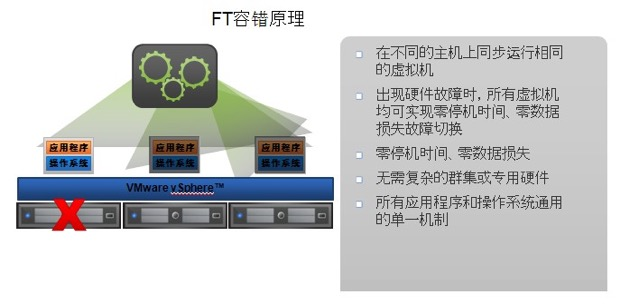 FT容错原理
应用程序
操作系统
应用程序
操作系统
应用程序
操作系统
VMware vSphere™
在不同的主机上同步运行相同
的虚拟机
出现硬件故障时, 所有虚拟机
均可实现零停机时间、零数据
损失故障切换
零停机时间、零数据损失
无需复杂的群集或专用硬件
所有应用程序和操作系统通用
的单一机制